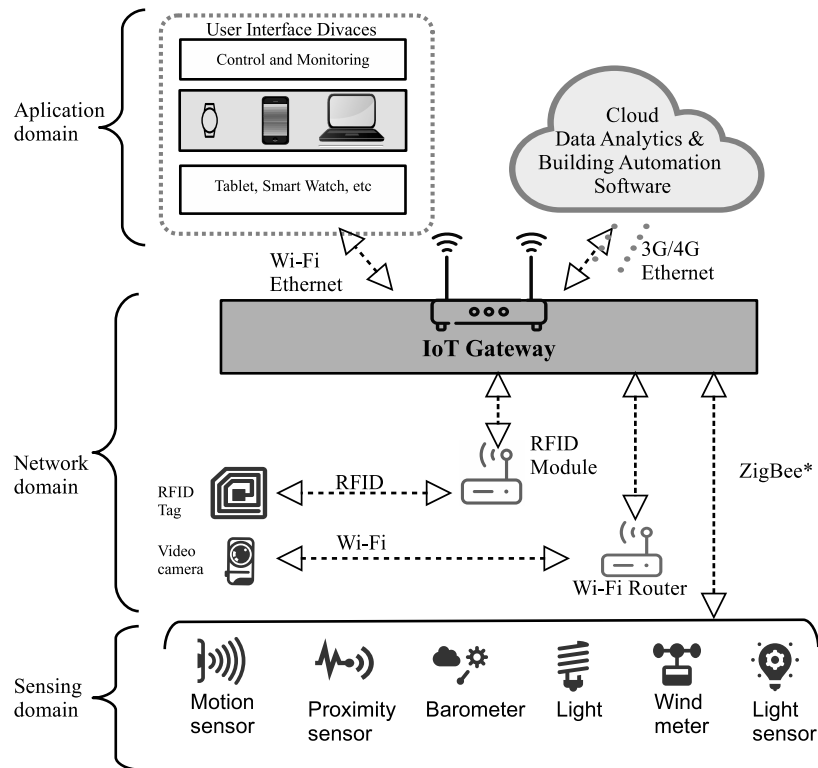 User Interface Divaces
Control and Monitoring
Tablet, Smart Watch, etc
Aplication
domain
Cloud
Data Analytics &
Building Automation
Software
Wi-Fi
Ethernet
3G/4G
Ethernet
IoT Gateway
Network
domain
RFID
Module
RFID
RFID
Tag
ZigBee*
Wi-Fi
Video
camera
Wi-Fi Router
Sensing
domain
Motion
sensor
Proximity
sensor
Barometer
Light
Wind
meter
Light
sensor